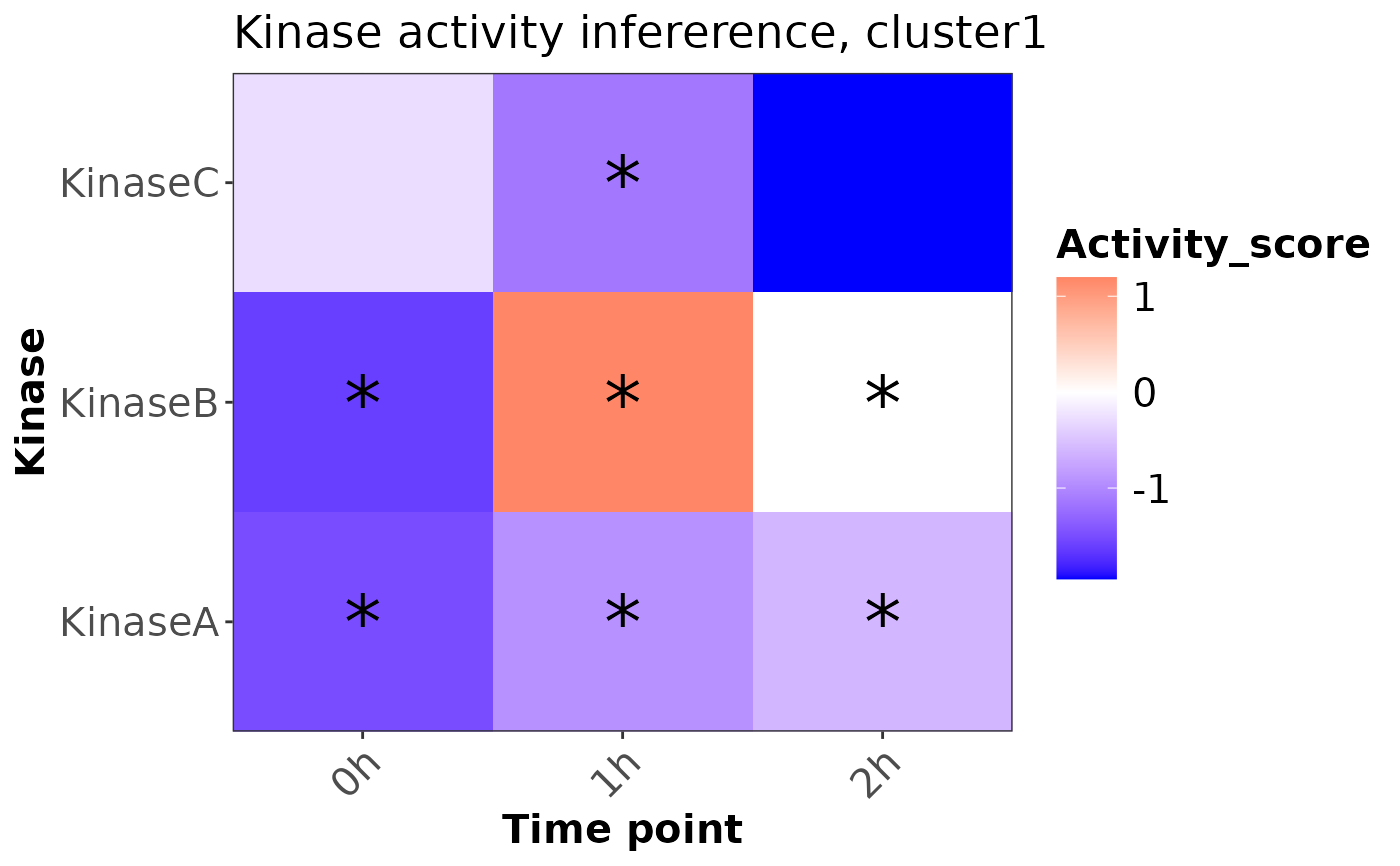 Kinase activity infererence, cluster1
KinaseC
*
Kinase
KinaseB
* * *
KinaseA
* * *
0h 1h 2h
Time point
Activity_score
1
0
-1